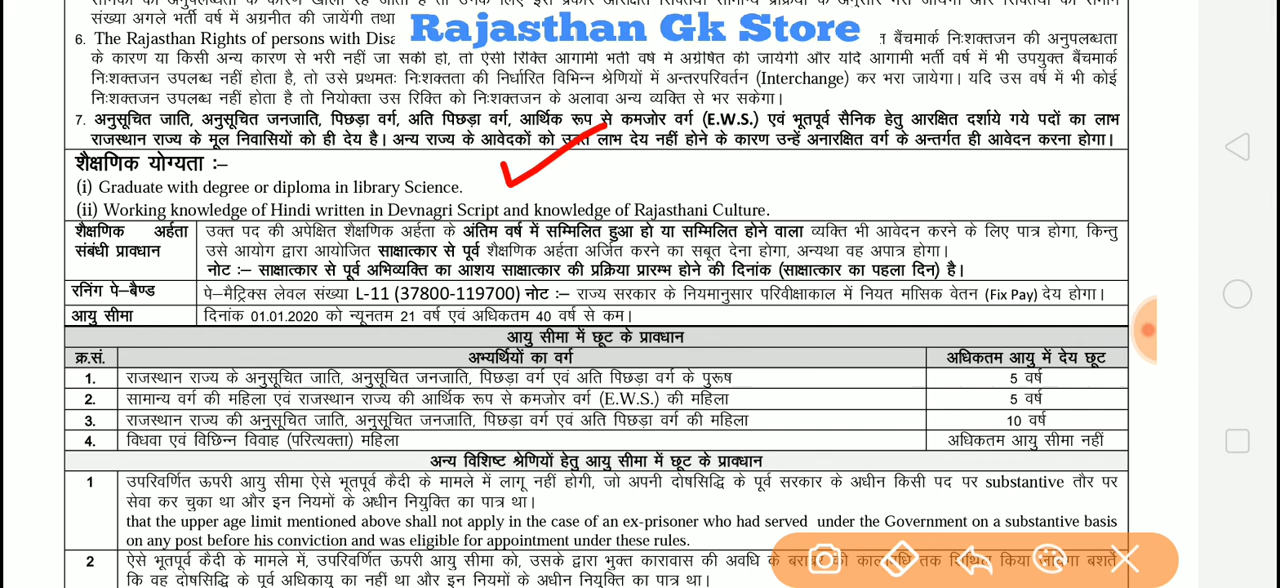 संख्या अगले भर्ती वर्ष में अग्रनीत की जायेंगी तथा
Rajasthan Gk Store
6. The Rajasthan Rights of persons with Disa बैंचमार्क निःशक्तजन की अनुपलब्धता
के कारण या किसी अन्य कारण से भरी नहीं जा सकी हो, तो ऐसी रिक्ति आगामी भर्ती वर्ष में अग्रेषित की जायेगी और यदि आगामी भर्ती वर्ष में भी उपयुक्त बैंचमार्क
निःशक्तजन उपलब्ध नहीं होता है, तो उसे प्रथमतः निःशक्तता की निर्धारित विभिन्न श्रेणियों में अन्तरपरिवर्तन (Interchange) कर भरा जायेगा। यदि उस वर्ष में भी कोई
निःशक्तजन उपलब्ध नहीं होता है तो नियोक्ता उस रिक्ति को निःशक्तजन के अलावा अन्य व्यक्ति से भर सकेगा।
7. अनुसूचित जाति, अनुसूचित जनजाति, पिछड़ा वर्ग, अति पिछड़ा वर्ग, आर्थिक रूप से कमजोर वर्ग (E.W.S.) एवं भूतपूर्व सैनिक हेतु आरक्षित दर्शाये गये पदों का लाभ
राजस्थान राज्य के मूल निवासियों को ही देय है। अन्य राज्य के आवेदकों को उक्त लाभ देय नहीं होने के कारण उन्हें अनारक्षित वर्ग के अन्तर्गत ही आवेदन करना होगा।
शैक्षणिक योग्यता :–
(i) Graduate with degree or diploma in library Science.
(ii) Working knowledge of Hindi written in Devnagri Script and knowledge of Rajasthani Culture.
शैक्षणिक अर्हता संबंधी प्रावधान
उक्त पद की अपेक्षित शैक्षणिक अर्हता के अंतिम वर्ष में सम्मिलित हुआ हो या सम्मिलित होने वाला व्यक्ति भी आवेदन करने के लिए पात्र होगा, किन्तु
उसे आयोग द्वारा आयोजित साक्षात्कार से पूर्व शैक्षणिक अर्हता अर्जित करने का सबूत देना होगा, अन्यथा वह अपात्र होगा।
नोट :– साक्षात्कार से पूर्व अभिव्यक्ति का आशय साक्षात्कार की प्रक्रिया प्रारम्भ होने की दिनांक (साक्षात्कार का पहला दिन) है।
रनिंग पे–बैण्ड पे–मैट्रिक्स लेवल संख्या L-11 (37800-119700) नोट :– राज्य सरकार के नियमानुसार परिवीक्षाकाल में नियत मासिक वेतन (Fix Pay) देय होगा।
आयु सीमा दिनांक 01.01.2020 को न्यूनतम 21 वर्ष एवं अधिकतम 40 वर्ष से कम।
आयु सीमा में छूट के प्रावधान
क्र.सं. अभ्यर्थियों का वर्ग अधिकतम आयु में देय छूट
1. राजस्थान राज्य के अनुसूचित जाति, अनुसूचित जनजाति, पिछड़ा वर्ग एवं अति पिछड़ा वर्ग के पुरूष 5 वर्ष
2. सामान्य वर्ग की महिला एवं राजस्थान राज्य की आर्थिक रूप से कमजोर वर्ग (E.W.S.) की महिला 5 वर्ष
3. राजस्थान राज्य की अनुसूचित जाति, अनुसूचित जनजाति, पिछड़ा वर्ग एवं अति पिछड़ा वर्ग की महिला 10 वर्ष
4. विधवा एवं विछिन्न विवाह (परित्यक्ता) महिला अधिकतम आयु सीमा नहीं
अन्य विशिष्ट श्रेणियों हेतु आयु सीमा में छूट के प्रावधान
1 उपरिवर्णित ऊपरी आयु सीमा ऐसे भूतपूर्व कैदी के मामले में लागू नहीं होगी, जो अपनी दोषसिद्धि के पूर्व सरकार के अधीन किसी पद पर substantive तौर पर
सेवा कर चुका था और इन नियमों के अधीन नियुक्ति का पात्र था।
that the upper age limit mentioned above shall not apply in the case of an ex-prisoner who had served under the Government on a substantive basis
on any post before his conviction and was eligible for appointment under these rules.
2 ऐसे भूतपूर्व कैदी के मामले में, उपरिवर्णित ऊपरी आयु सीमा को, उसके द्वारा भुक्त कारावास की अवधि के तक किया बशर्ते
कि वह दोषसिद्धि के पूर्व अधिकायु का नहीं था और इन नियमों के अधीन नियुक्ति का पात्र था।